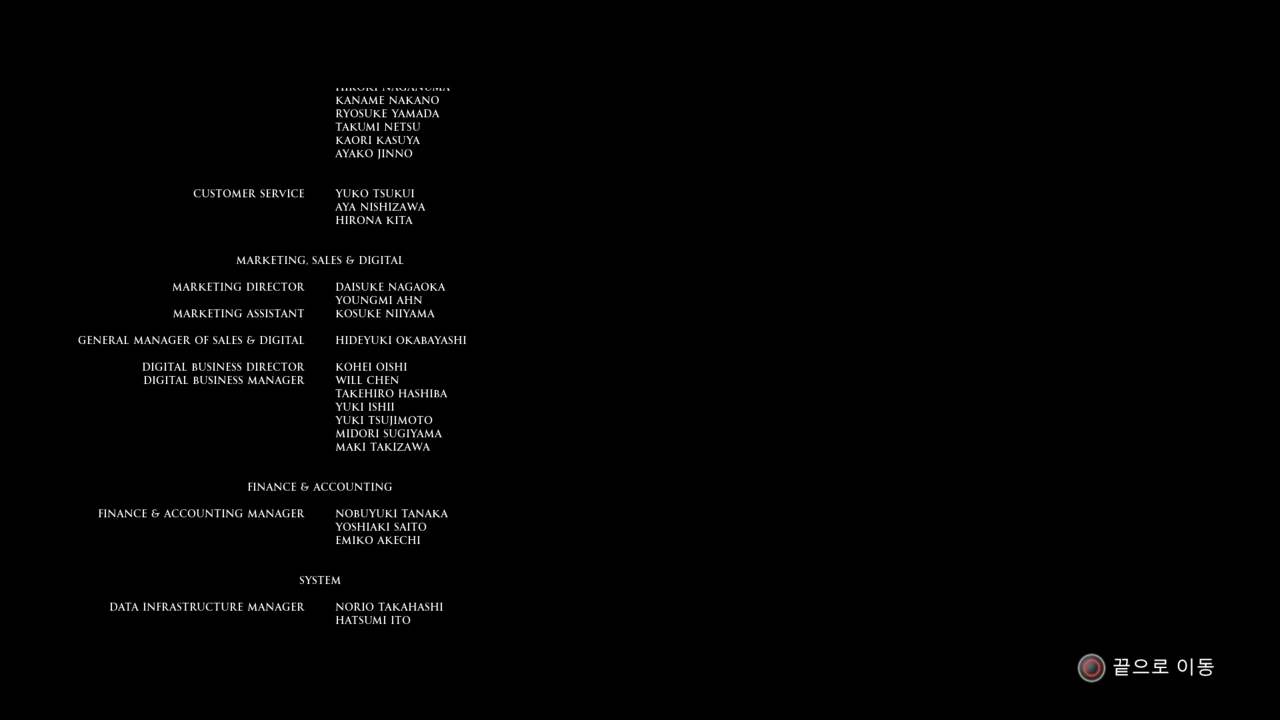 HIROKI NAGANUMA
KANAME NAKANO
RYOSUKE YAMADA
TAKUMI NETSU
KAORI KASUYA
AYAKO JINNO
CUSTOMER SERVICE YUKO TSUKUI
AYA NISHIZAWA
HIRONA KITA
MARKETING, SALES & DIGITAL
MARKETING DIRECTOR DAISUKE NAGAOKA
YOUNGMI AHN
MARKETING ASSISTANT KOSUKE NIIYAMA
GENERAL MANAGER OF SALES & DIGITAL HIDEYUKI OKABAYASHI
DIGITAL BUSINESS DIRECTOR KOHEI OISHI
DIGITAL BUSINESS MANAGER WILL CHEN
TAKEHIRO HASHIBA
YUKI ISHII
YUKI TSUJIMOTO
MIDORI SUGIYAMA
MAKI TAKIZAWA
FINANCE & ACCOUNTING
FINANCE & ACCOUNTING MANAGER NOBUYUKI TANAKA
YOSHIAKI SAITO
EMIKO AKECHI
SYSTEM
DATA INFRASTRUCTURE MANAGER NORIO TAKAHASHI
HATSUMI ITO
끝으로 이동